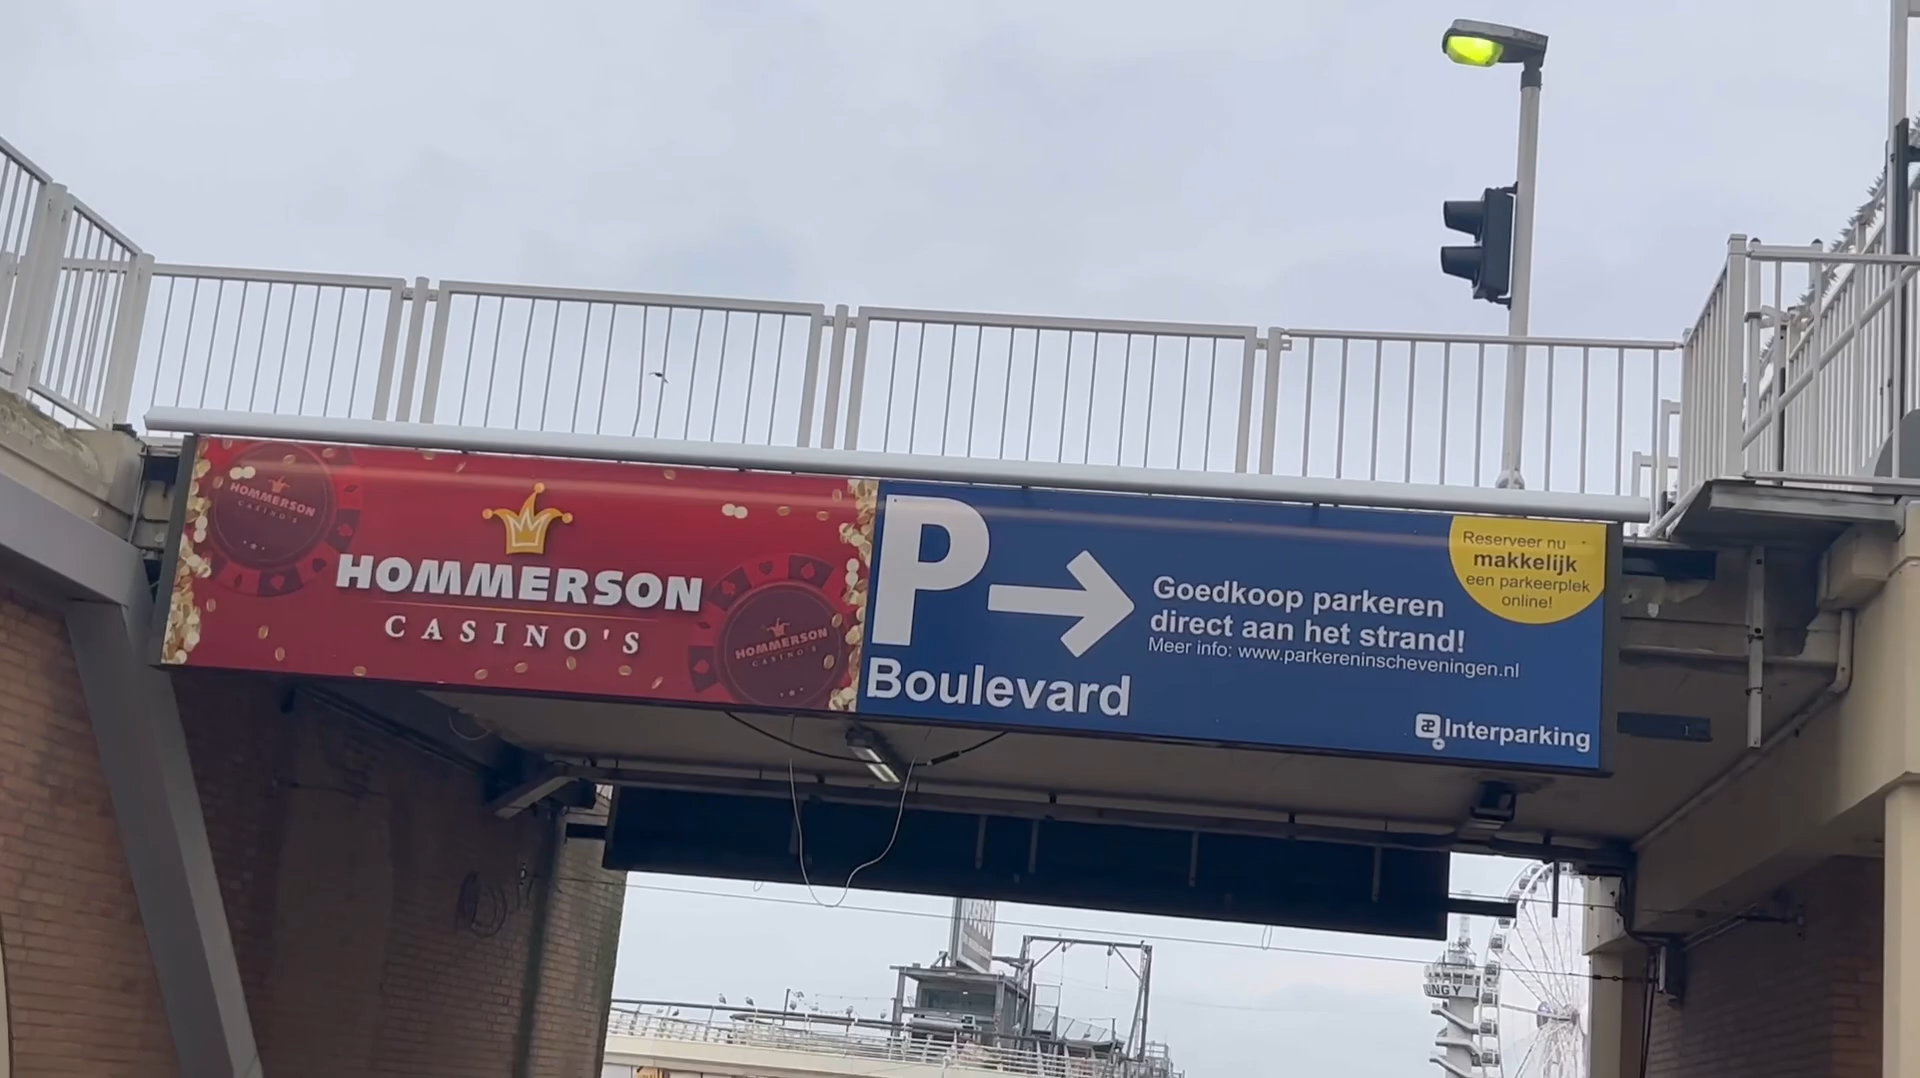 HOMMERSON
CASINO'S
HOMMERSON
CASINO'S
HOMMERSON
CASINO'S
P
Boulevard
Goedkoop parkeren
direct aan het strand!
Meer info: www.parkereninscheveningen.nl
Reserveer nu
makkelijk
een parkeerplek
online!
Interparking